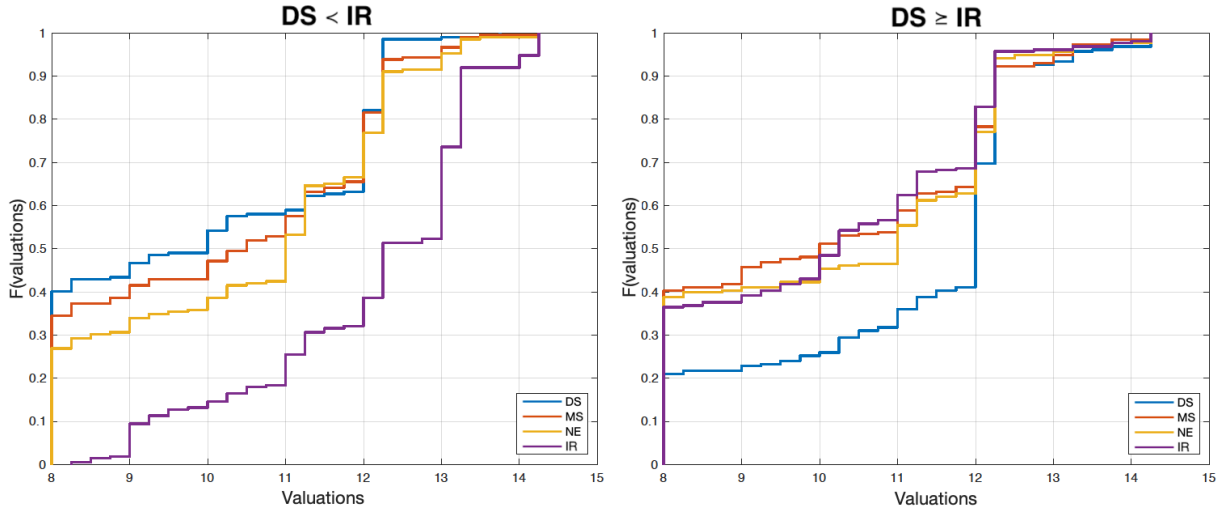 DS < IR
1
0.9
0.8
0.7
0.6
0.5
0.4
0.3
0.2
0.1
0
F(valuations)
8 9 10 11 12 13 14 15
Valuations
DS
MS
NE
IR
DS ≥ IR
1
0.9
0.8
0.7
0.6
0.5
0.4
0.3
0.2
0.1
0
F(valuations)
8 9 10 11 12 13 14 15
Valuations
DS
MS
NE
IR